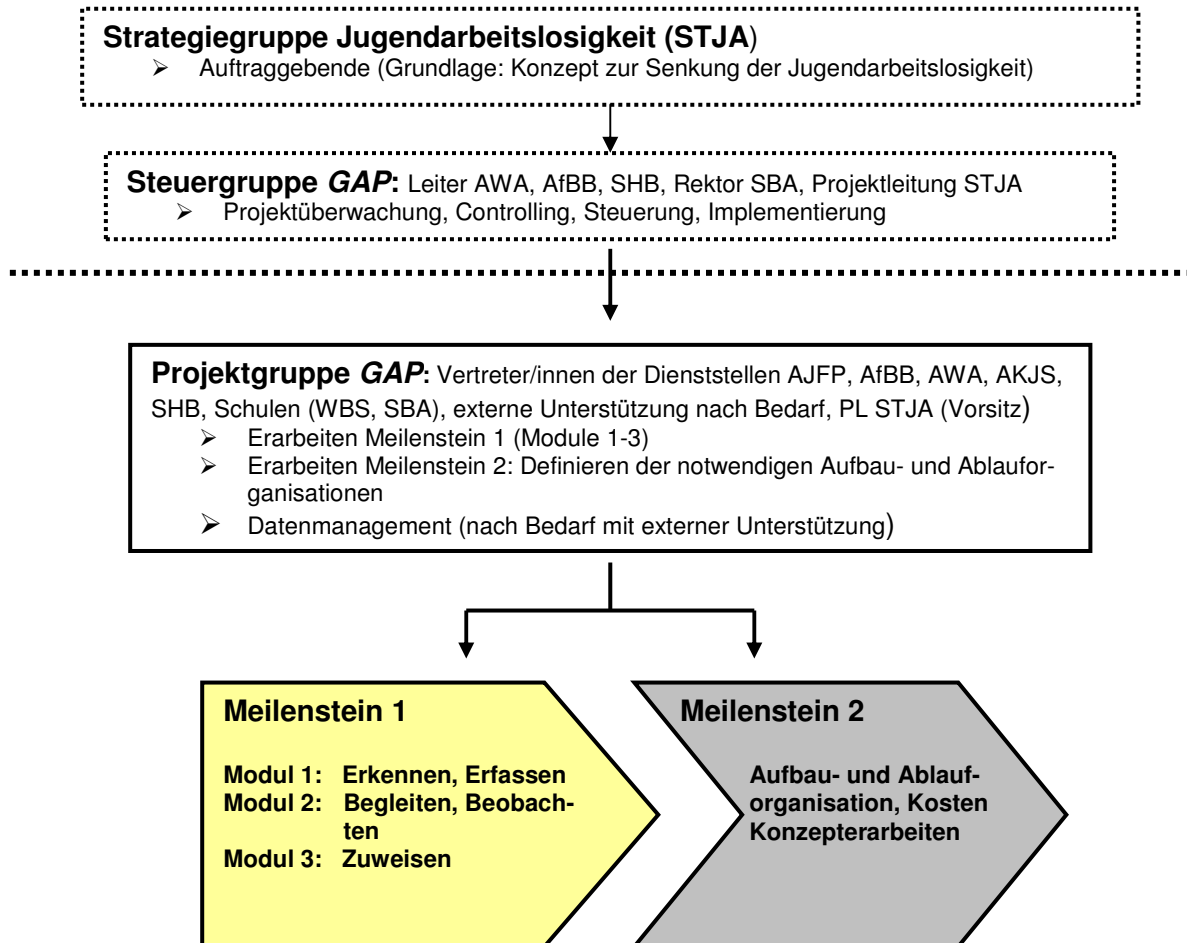 Strategiegruppe Jugendarbeitslosigkeit (STJA)
➢ Auftraggebende (Grundlage: Konzept zur Senkung der Jugendarbeitslosigkeit)
Steuergruppe GAP: Leiter AWA, AfBB, SHB, Rektor SBA, Projektleitung STJA
➢ Projektüberwachung, Controlling, Steuerung, Implementierung
Projektgruppe GAP: Vertreter/innen der Dienststellen AJFP, AfBB, AWA, AKJS,
SHB, Schulen (WBS, SBA), externe Unterstützung nach Bedarf, PL STJA (Vorsitz)
➢ Erarbeiten Meilenstein 1 (Module 1-3)
➢ Erarbeiten Meilenstein 2: Definieren der notwendigen Aufbau- und Ablaufor-
ganisationen
➢ Datenmanagement (nach Bedarf mit externer Unterstützung)
Meilenstein 1
Modul 1: Erkennen, Erfassen
Modul 2: Begleiten, Beobach-
ten
Modul 3: Zuweisen
Meilenstein 2
Aufbau- und Ablauf-
organisation, Kosten
Konzepterarbeiten